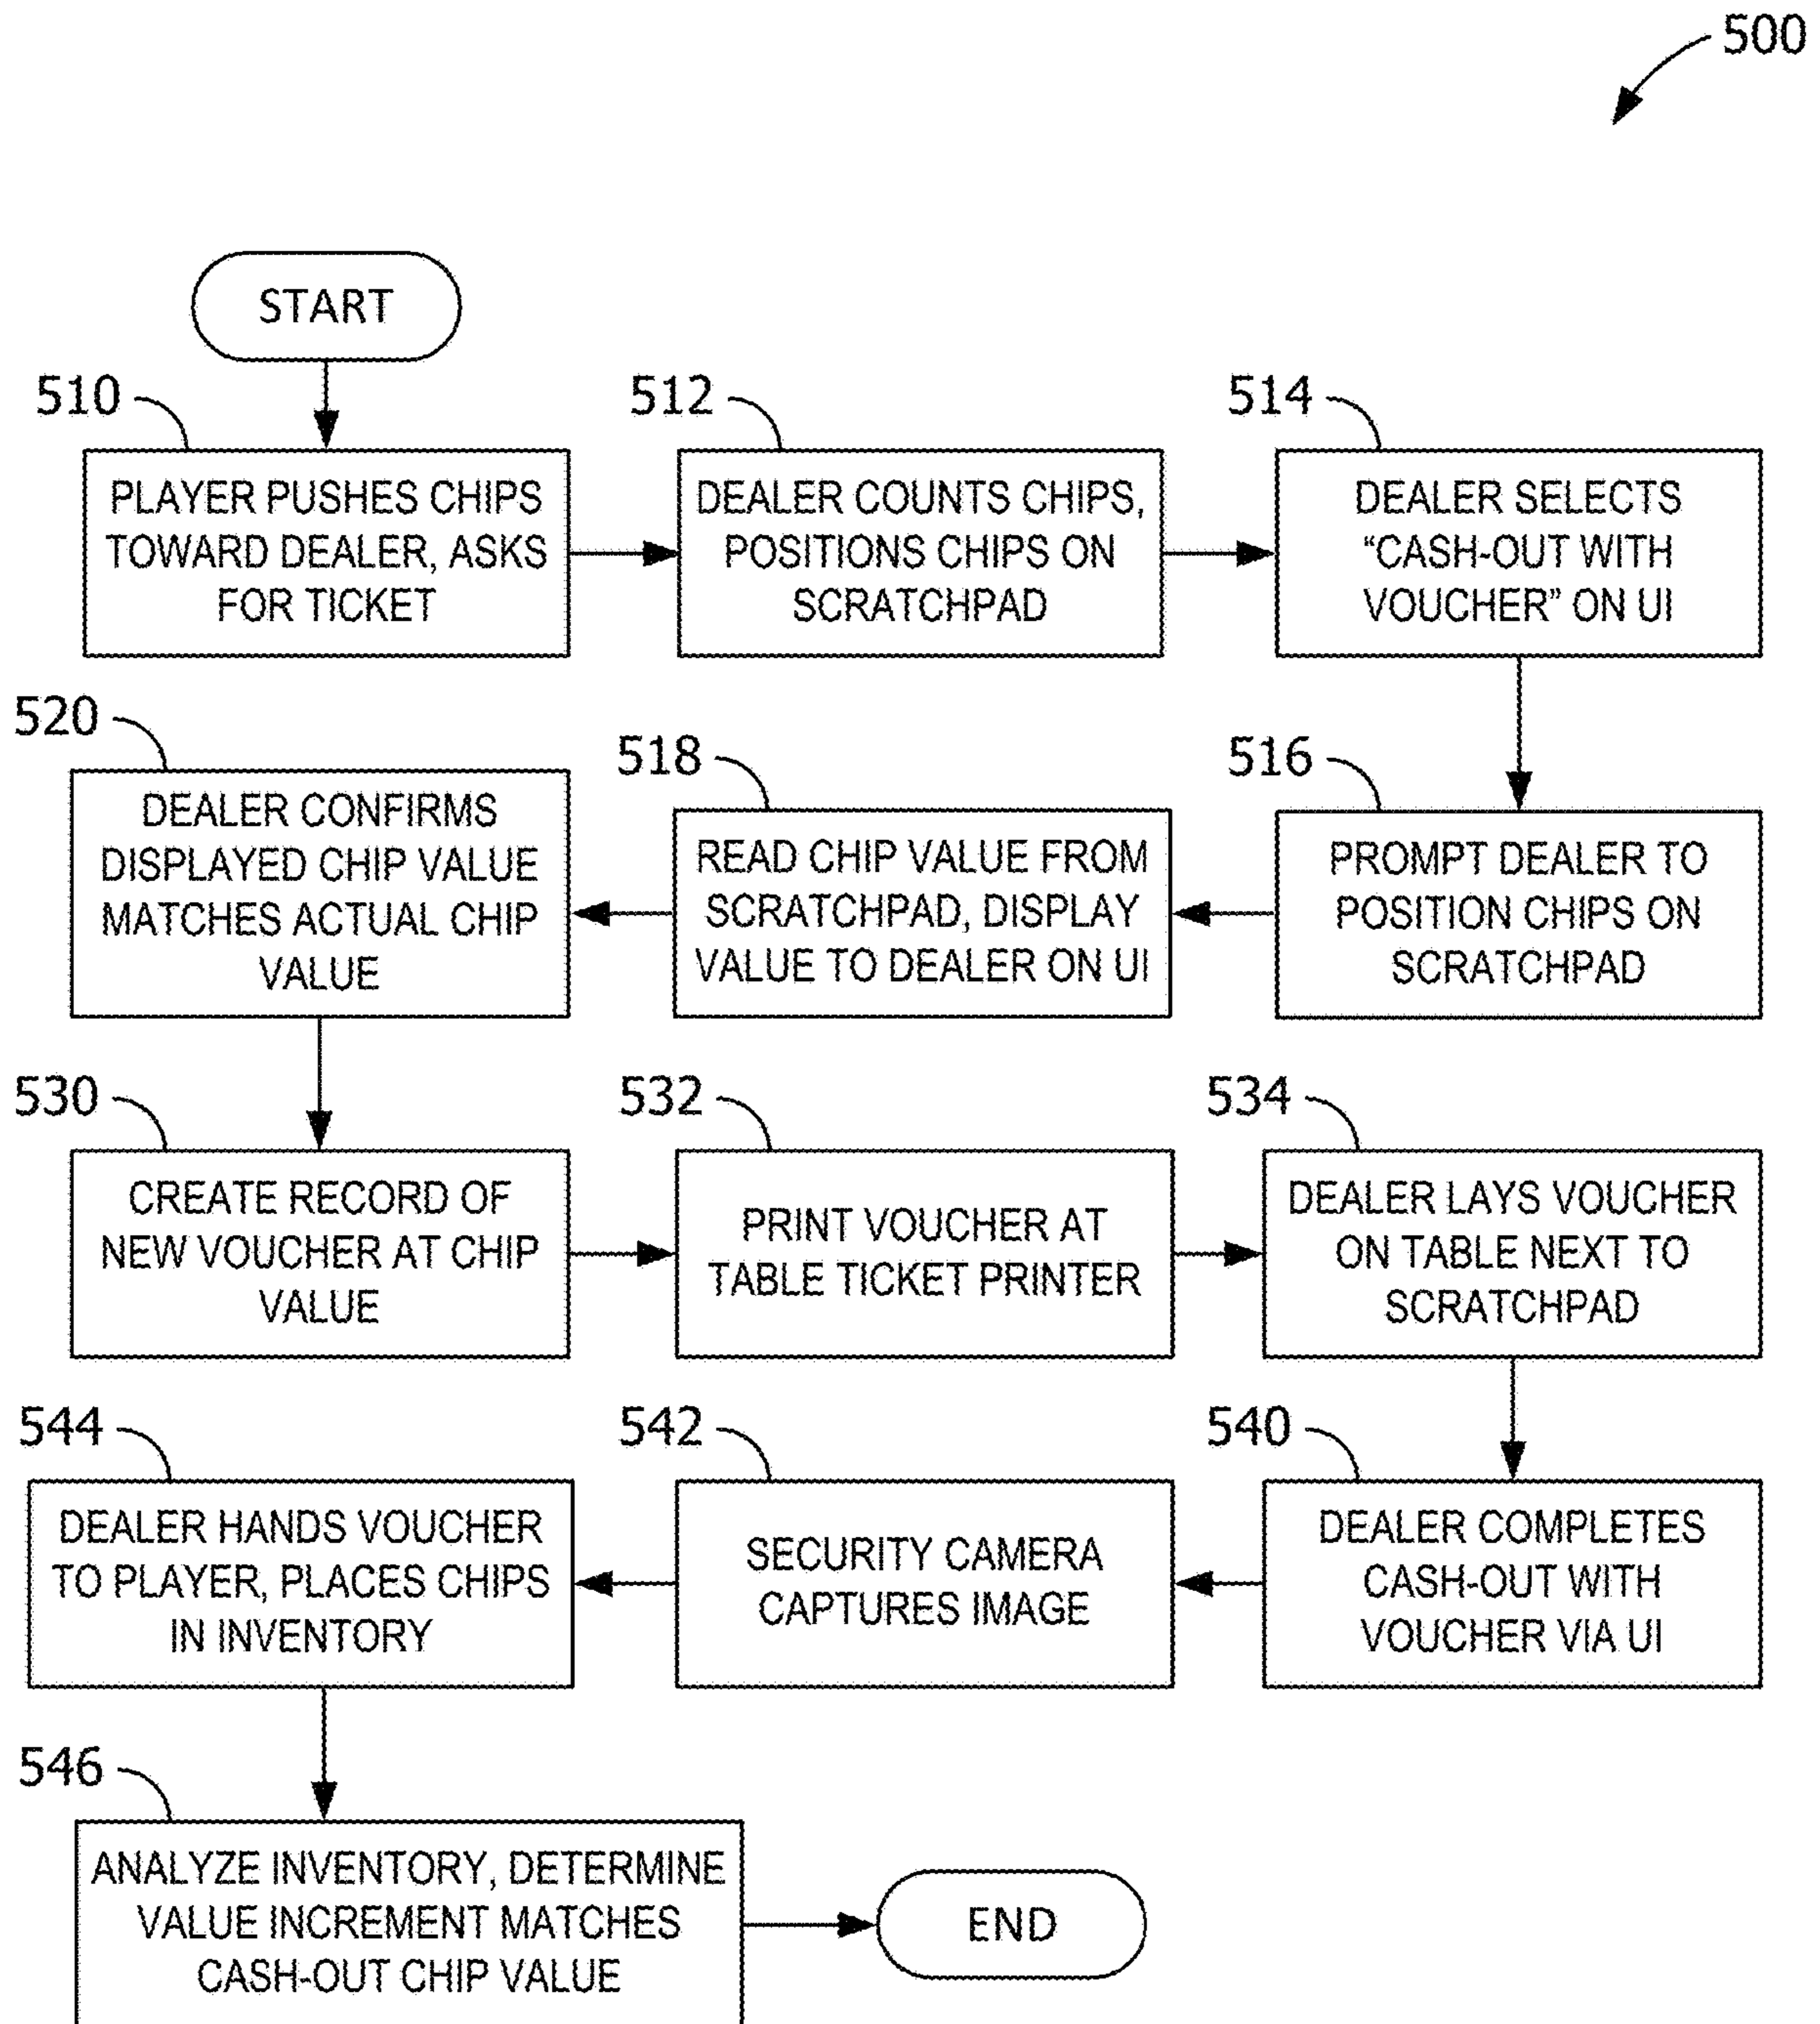 500
START
510
PLAYER PUSHES CHIPS
TOWARD DEALER, ASKS
FOR TICKET
512
DEALER COUNTS CHIPS,
POSITIONS CHIPS ON
SCRATCHPAD
514
DEALER SELECTS
“CASH-OUT WITH
VOUCHER” ON UI
516
PROMPT DEALER TO
POSITION CHIPS ON
SCRATCHPAD
518
READ CHIP VALUE FROM
SCRATCHPAD, DISPLAY
VALUE TO DEALER ON UI
520
DEALER CONFIRMS
DISPLAYED CHIP VALUE
MATCHES ACTUAL CHIP
VALUE
530
CREATE RECORD OF
NEW VOUCHER AT CHIP
VALUE
532
PRINT VOUCHER AT
TABLE TICKET PRINTER
534
DEALER LAYS VOUCHER
ON TABLE NEXT TO
SCRATCHPAD
540
DEALER COMPLETES
CASH-OUT WITH
VOUCHER VIA UI
542
SECURITY CAMERA
CAPTURES IMAGE
544
DEALER HANDS VOUCHER
TO PLAYER, PLACES CHIPS
IN INVENTORY
546
ANALYZE INVENTORY, DETERMINE
VALUE INCREMENT MATCHES
CASH-OUT CHIP VALUE
END